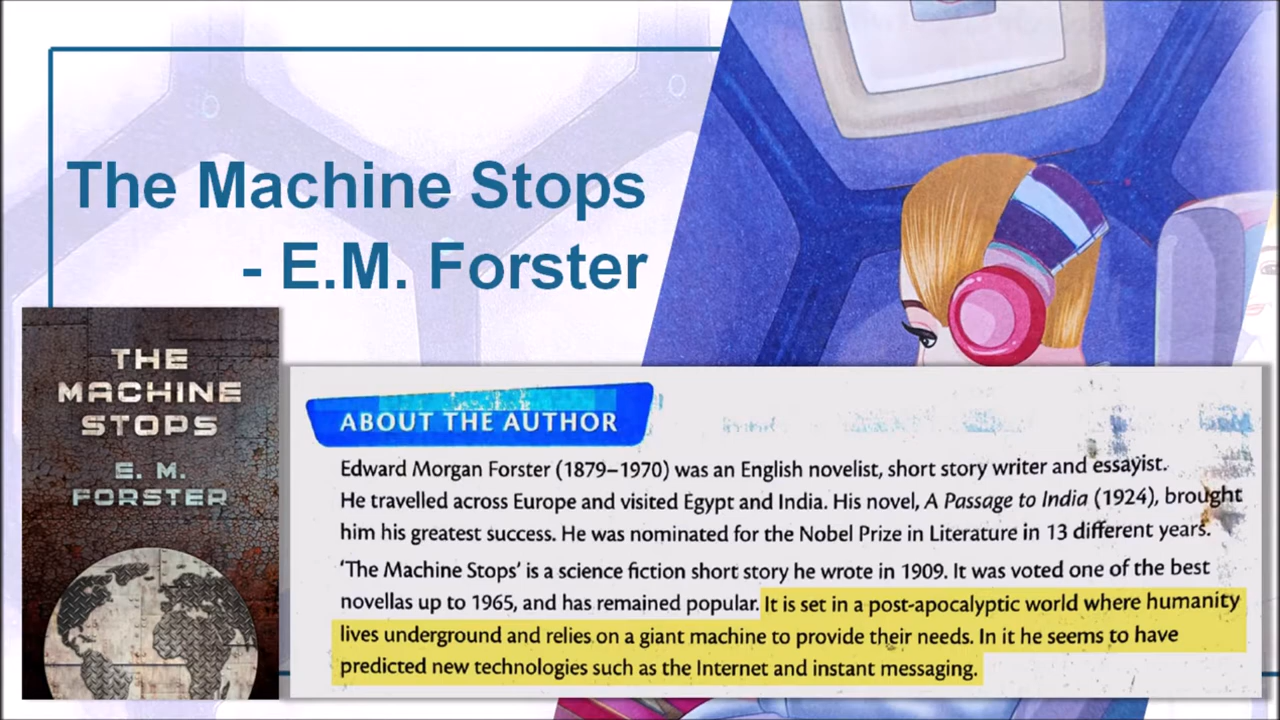 The Machine Stops
- E.M. Forster
THE
MACHINE
STOPS
E. M.
FORSTER
ABOUT THE AUTHOR
Edward Morgan Forster (1879–1970) was an English novelist, short story writer and essayist.
He travelled across Europe and visited Egypt and India. His novel, A Passage to India (1924), brought
him his greatest success. He was nominated for the Nobel Prize in Literature in 13 different years.
‘The Machine Stops’ is a science fiction short story he wrote in 1909. It was voted one of the best
novellas up to 1965, and has remained popular. It is set in a post-apocalyptic world where humanity
lives underground and relies on a giant machine to provide their needs. In it he seems to have
predicted new technologies such as the Internet and instant messaging.